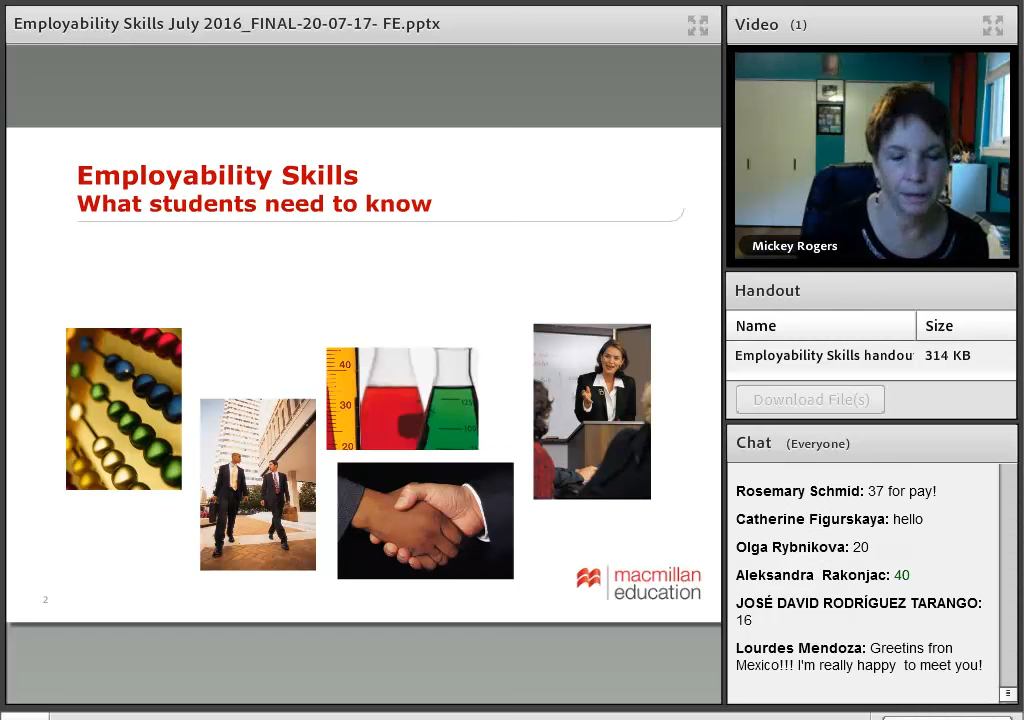 Employability Skills July 2016_FINAL-20-07-17- FE.pptx
Employability Skills
What students need to know
40
30
20
125
100
macmillan
education
2
Video (1)
Mickey Rogers
Handout
Name Size
Employability Skills handou 314 KB
Download File(s)
Chat (Everyone)
Rosemary Schmid: 37 for pay!
Catherine Figurskaya: hello
Olga Rybnikova: 20
Aleksandra Rakonjac: 40
JOSÉ DAVID RODRÍGUEZ TARANGO:
16
Lourdes Mendoza: Greetins fron
Mexico!!! I'm really happy to meet you!